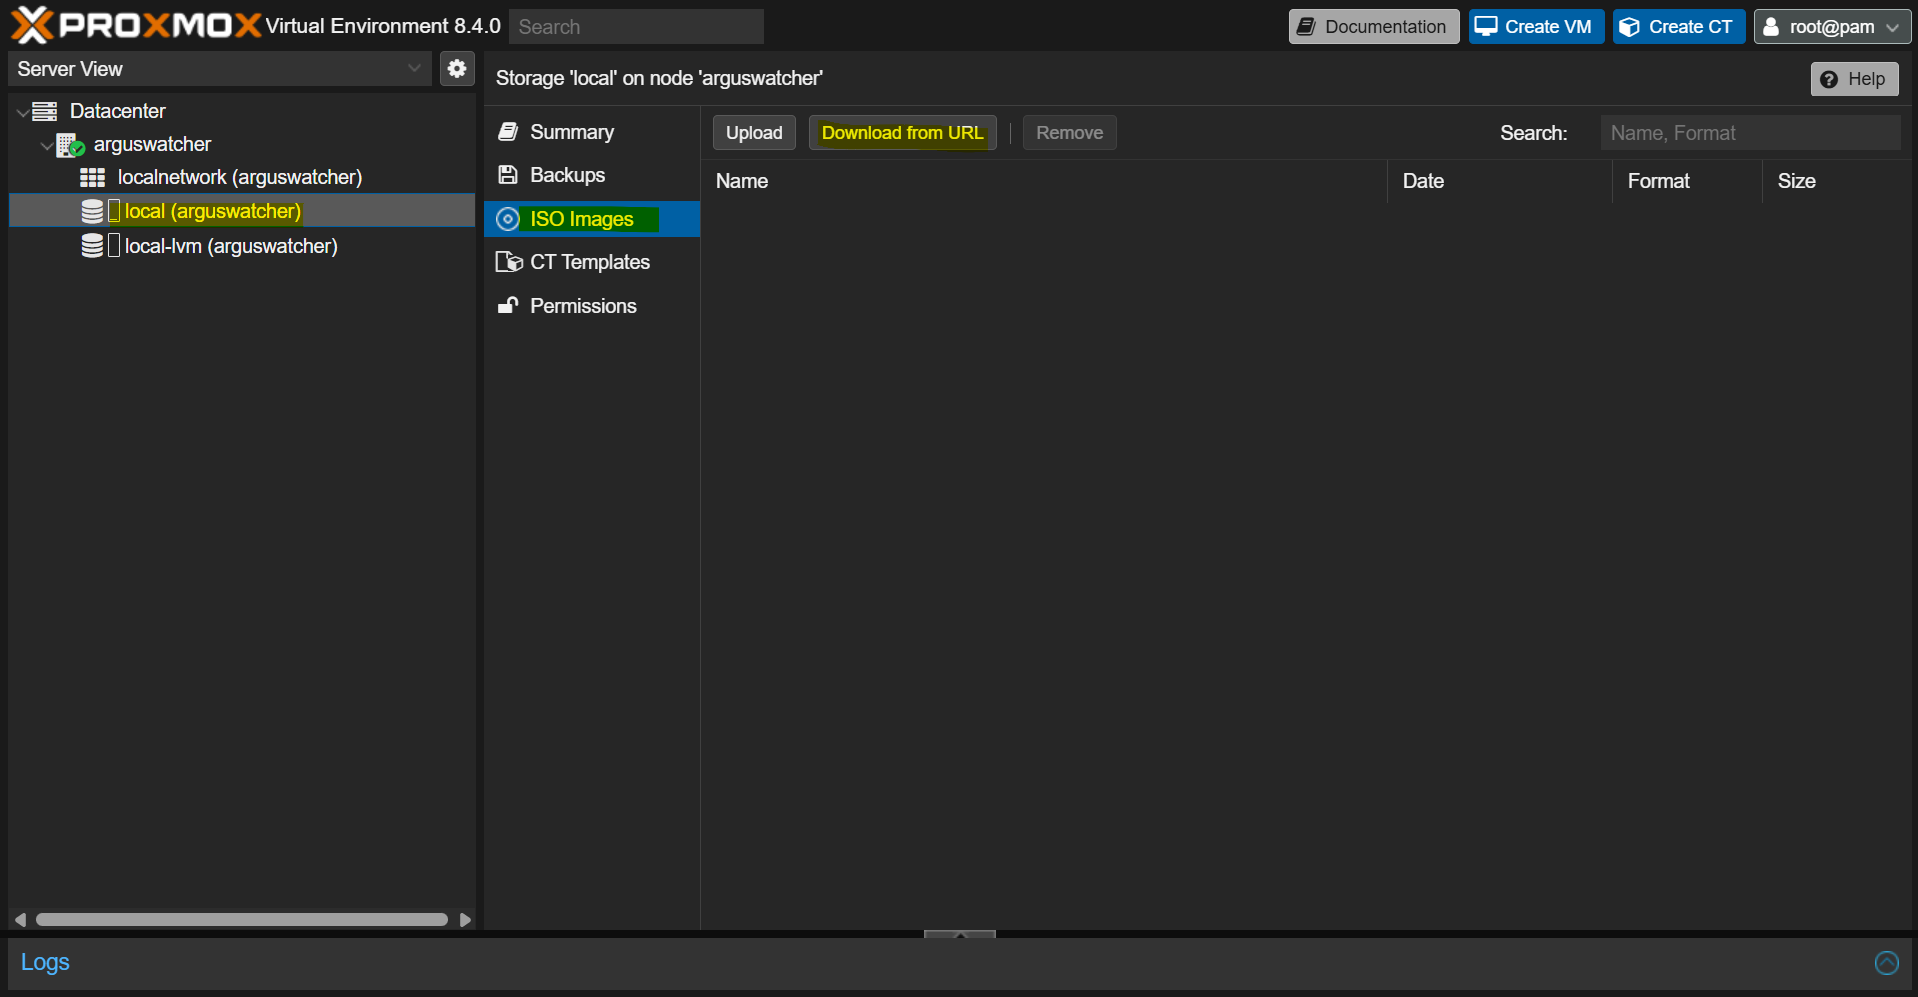 PROXMOX Virtual Environment 8.4.0 Search Documentation Create VM Create CT root@pam
Server View
Storage 'local' on node 'arguswatcher' Help
Datacenter
arguswatcher
localnetwork (arguswatcher)
local (arguswatcher)
local-lvm (arguswatcher)
Summary
Backups
ISO Images
CT Templates
Permissions
Upload Download from URL Remove Search: Name, Format
Name Date Format Size
Logs